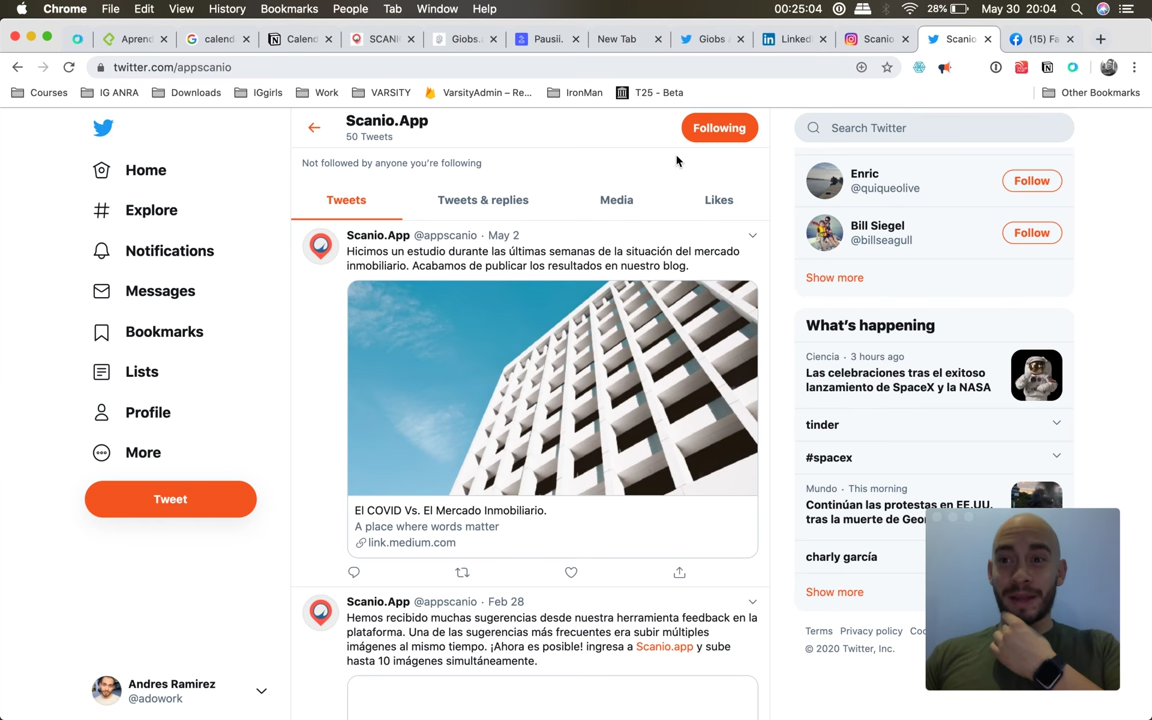 Chrome File Edit View History Bookmarks People Tab Window Help 00:25:04 28% May 30 20:04
Aprend calend Calend SCANI Giobs. Pausii. New Tab Giobs LinkedI Scanio Scanio (15) Fa
twitter.com/appscanio
Courses IG ANRA Downloads IGgirls Work VARSITY VarsityAdmin – Re... IronMan T25 - Beta Other Bookmarks
Scanio.App
50 Tweets
Following
Not followed by anyone you're following
Tweets Tweets & replies Media Likes
Home
Explore
Notifications
Messages
Bookmarks
Lists
Profile
More
Tweet
Andres Ramirez
@adowork
Scanio.App @appscanio · May 2
Hicimos un estudio durante las últimas semanas de la situación del mercado
inmobiliario. Acabamos de publicar los resultados en nuestro blog.
El COVID Vs. El Mercado Inmobiliario.
A place where words matter
link.medium.com
Scanio.App @appscanio · Feb 28
Hemos recibido muchas sugerencias desde nuestra herramienta feedback en la
plataforma. Una de las sugerencias más frecuentes era subir múltiples
imágenes al mismo tiempo. ¡Ahora es posible! ingresa a Scanio.app y sube
hasta 10 imágenes simultáneamente.
Search Twitter
Enric
@quiqueolive
Follow
Bill Siegel
@billseagull
Follow
Show more
What's happening
Ciencia · 3 hours ago
Las celebraciones tras el exitoso
lanzamiento de SpaceX y la NASA
tinder
#spacex
Mundo · This morning
Continúan las protestas en EE.UU.
tras la muerte de Geor
charly garcía
Show more
Terms Privacy policy Coo
© 2020 Twitter, Inc.